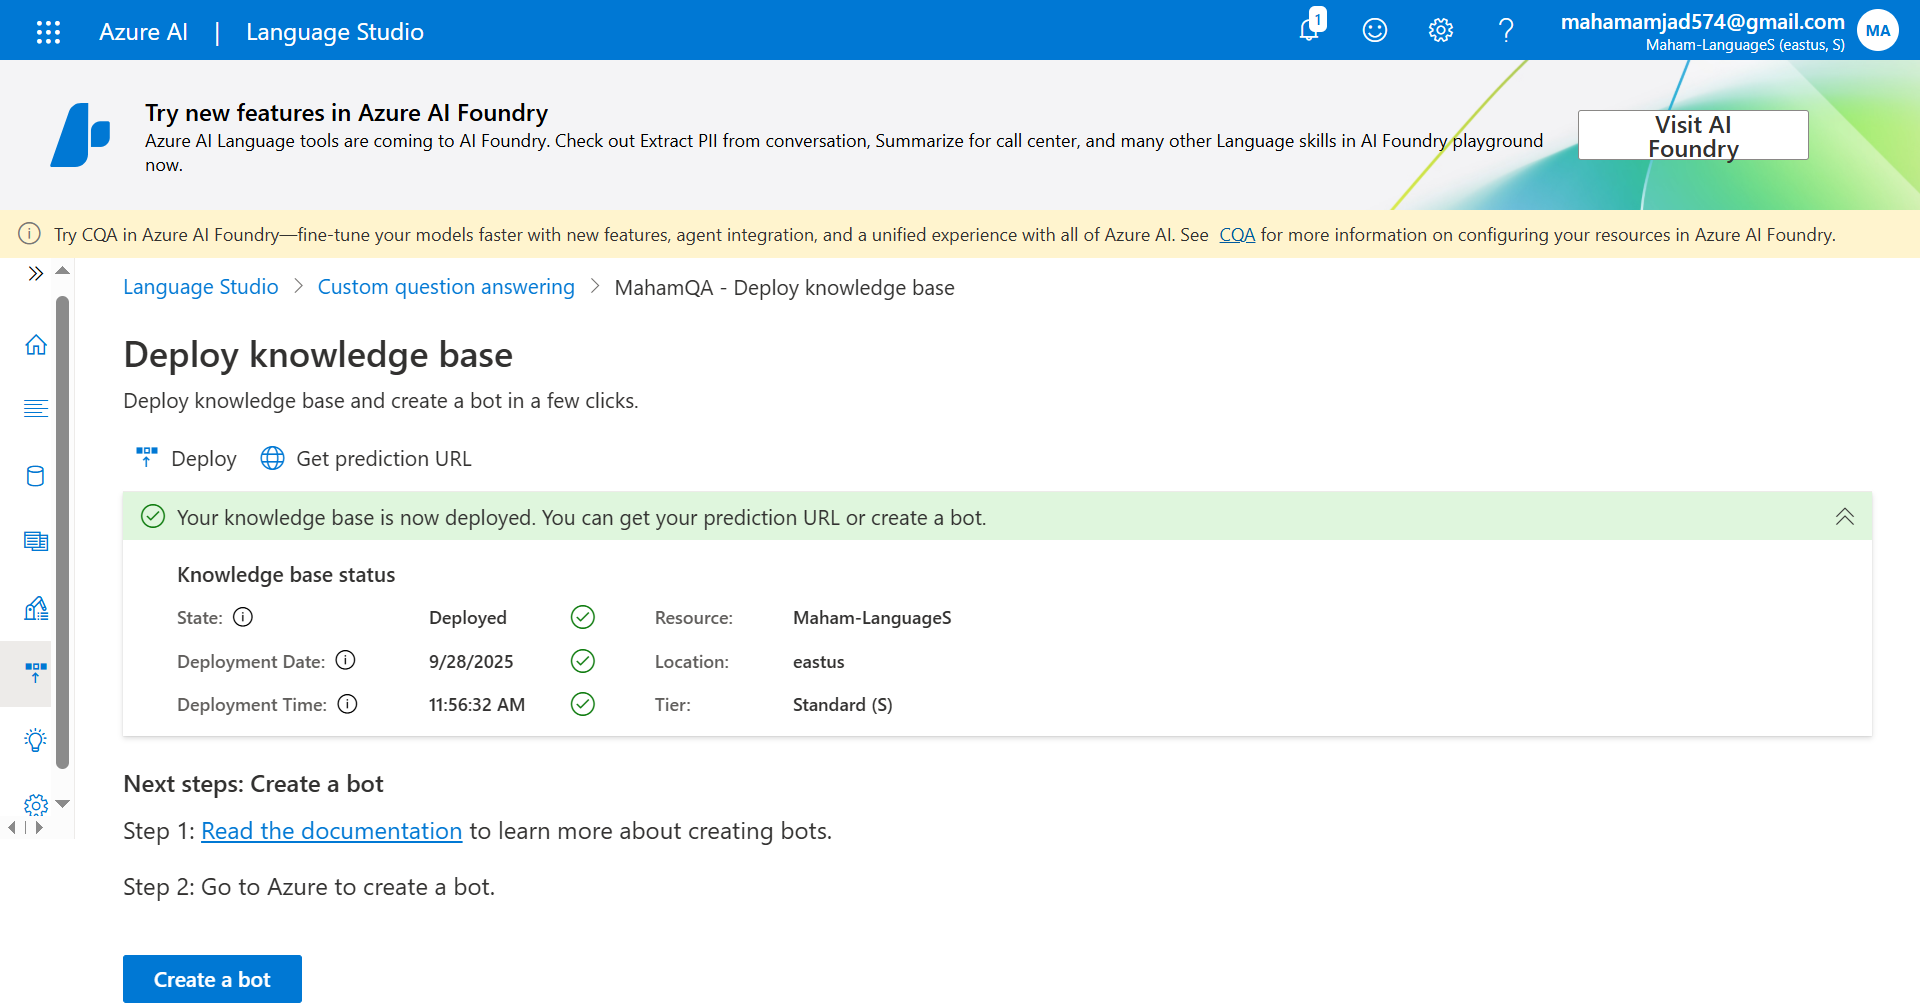 Azure AI | Language Studio
1
mahamamjad574@gmail.com
Maham-LanguageS (eastus, S)
MA
Try new features in Azure AI Foundry
Azure AI Language tools are coming to AI Foundry. Check out Extract PII from conversation, Summarize for call center, and many other Language skills in AI Foundry playground
now.
Visit AI
Foundry
Try CQA in Azure AI Foundry—fine-tune your models faster with new features, agent integration, and a unified experience with all of Azure AI. See CQA for more information on configuring your resources in Azure AI Foundry.
Language Studio > Custom question answering > MahamQA - Deploy knowledge base
Deploy knowledge base
Deploy knowledge base and create a bot in a few clicks.
Deploy Get prediction URL
Your knowledge base is now deployed. You can get your prediction URL or create a bot.
Knowledge base status
State: Deployed Resource: Maham-LanguageS
Deployment Date: 9/28/2025 Location: eastus
Deployment Time: 11:56:32 AM Tier: Standard (S)
Next steps: Create a bot
Step 1: Read the documentation to learn more about creating bots.
Step 2: Go to Azure to create a bot.
Create a bot